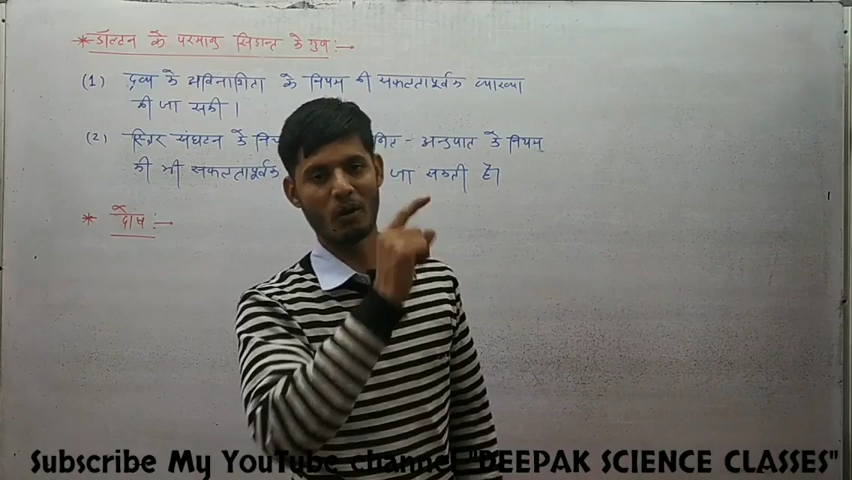 * डॉल्टन के परमाणु सिद्धान्त के गुण :-
(1) द्रव्य के अविनाशिता के नियम की सफलतापूर्वक व्याख्या
की जा सकी ।
(2) स्थिर संघटन के - अनुपात के नियम
की भी सफलतापूर्वक जा सकती है।
* दोष :-
Subscribe My YouTube channel "DEEPAK SCIENCE CLASSES"